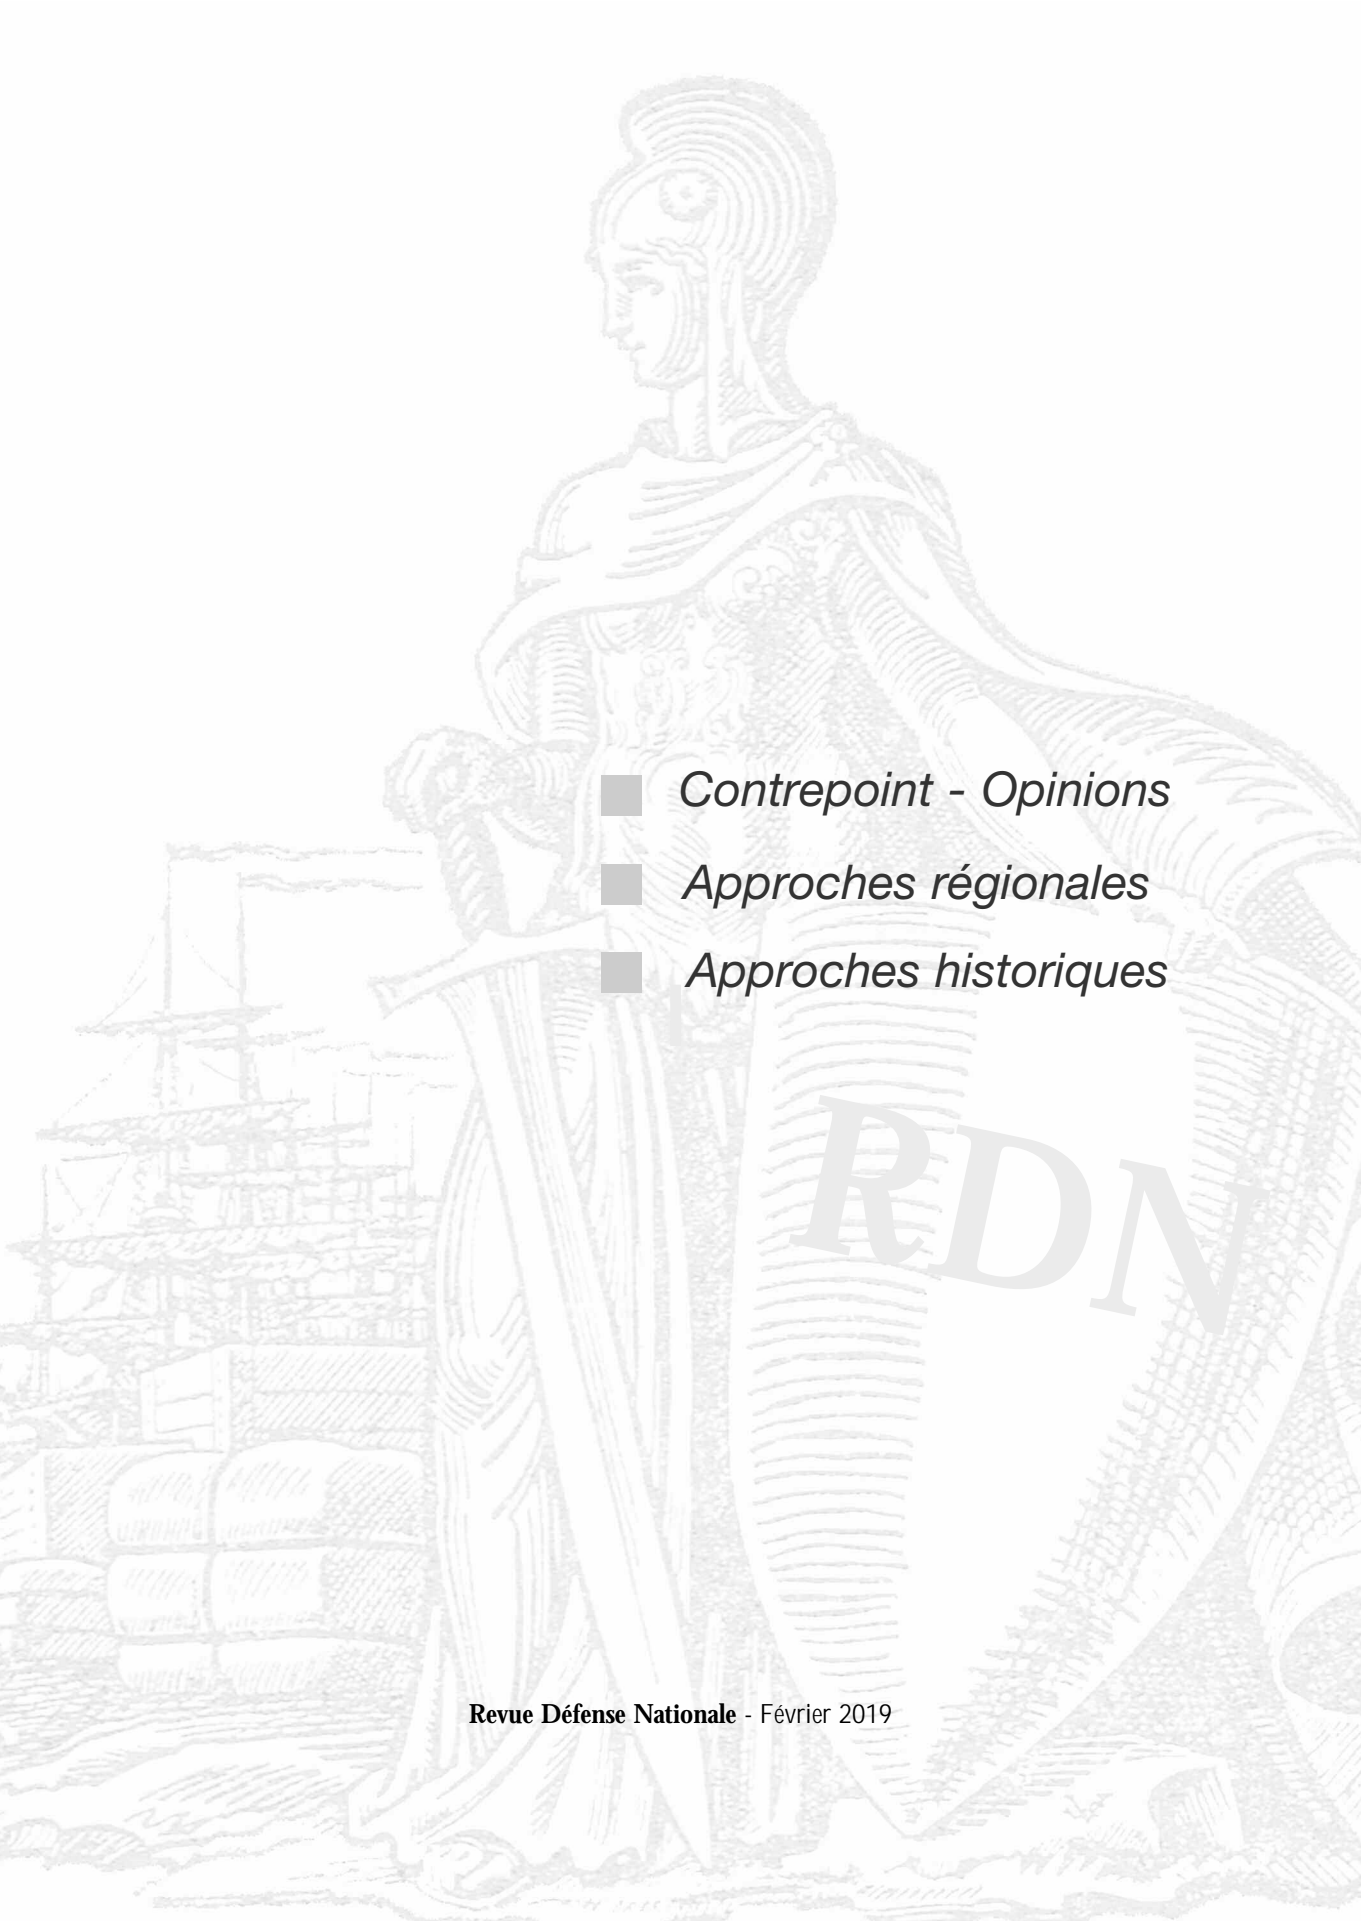 Contrepoint - Opinions
Approches régionales
Approches historiques
RDN
Revue Défense Nationale - Février 2019